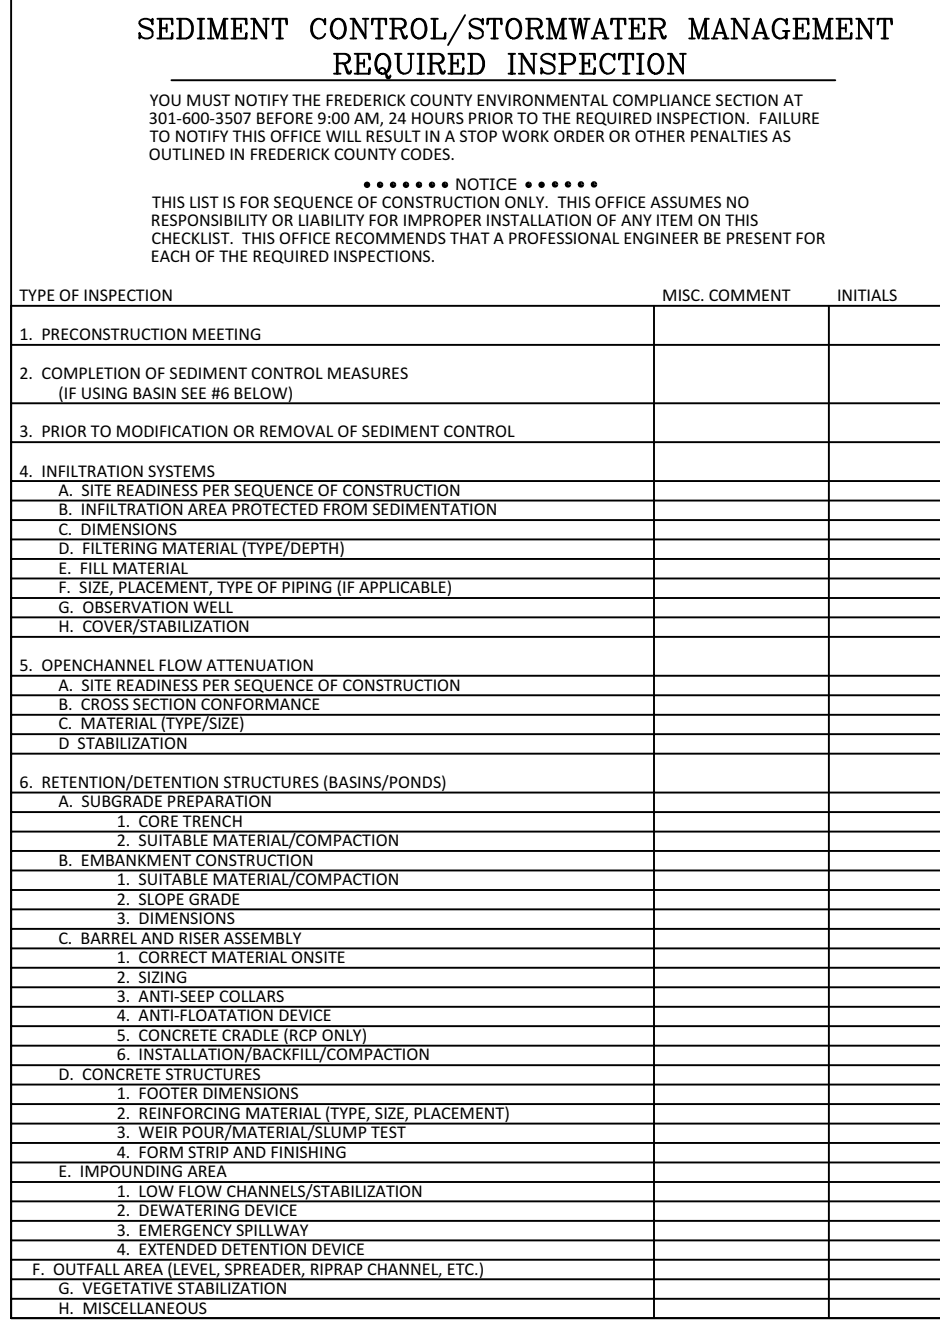 SEDIMENT CONTROL/STORMWATER MANAGEMENT
REQUIRED INSPECTION
YOU MUST NOTIFY THE FREDERICK COUNTY ENVIRONMENTAL COMPLIANCE SECTION AT
301-600-3507 BEFORE 9:00 AM, 24 HOURS PRIOR TO THE REQUIRED INSPECTION. FAILURE
TO NOTIFY THIS OFFICE WILL RESULT IN A STOP WORK ORDER OR OTHER PENALTIES AS
OUTLINED IN FREDERICK COUNTY CODES.
• • • • • • • NOTICE • • • • • •
THIS LIST IS FOR SEQUENCE OF CONSTRUCTION ONLY. THIS OFFICE ASSUMES NO
RESPONSIBILITY OR LIABILITY FOR IMPROPER INSTALLATION OF ANY ITEM ON THIS
CHECKLIST. THIS OFFICE RECOMMENDS THAT A PROFESSIONAL ENGINEER BE PRESENT FOR
EACH OF THE REQUIRED INSPECTIONS.
TYPE OF INSPECTION MISC. COMMENT INITIALS
1. PRECONSTRUCTION MEETING
2. COMPLETION OF SEDIMENT CONTROL MEASURES
(IF USING BASIN SEE #6 BELOW)
3. PRIOR TO MODIFICATION OR REMOVAL OF SEDIMENT CONTROL
4. INFILTRATION SYSTEMS
A. SITE READINESS PER SEQUENCE OF CONSTRUCTION
B. INFILTRATION AREA PROTECTED FROM SEDIMENTATION
C. DIMENSIONS
D. FILTERING MATERIAL (TYPE/DEPTH)
E. FILL MATERIAL
F. SIZE, PLACEMENT, TYPE OF PIPING (IF APPLICABLE)
G. OBSERVATION WELL
H. COVER/STABILIZATION
5. OPENCHANNEL FLOW ATTENUATION
A. SITE READINESS PER SEQUENCE OF CONSTRUCTION
B. CROSS SECTION CONFORMANCE
C. MATERIAL (TYPE/SIZE)
D STABILIZATION
6. RETENTION/DETENTION STRUCTURES (BASINS/PONDS)
A. SUBGRADE PREPARATION
1. CORE TRENCH
2. SUITABLE MATERIAL/COMPACTION
B. EMBANKMENT CONSTRUCTION
1. SUITABLE MATERIAL/COMPACTION
2. SLOPE GRADE
3. DIMENSIONS
C. BARREL AND RISER ASSEMBLY
1. CORRECT MATERIAL ONSITE
2. SIZING
3. ANTI-SEEP COLLARS
4. ANTI-FLOATATION DEVICE
5. CONCRETE CRADLE (RCP ONLY)
6. INSTALLATION/BACKFILL/COMPACTION
D. CONCRETE STRUCTURES
1. FOOTER DIMENSIONS
2. REINFORCING MATERIAL (TYPE, SIZE, PLACEMENT)
3. WEIR POUR/MATERIAL/SLUMP TEST
4. FORM STRIP AND FINISHING
E. IMPOUNDING AREA
1. LOW FLOW CHANNELS/STABILIZATION
2. DEWATERING DEVICE
3. EMERGENCY SPILLWAY
4. EXTENDED DETENTION DEVICE
F. OUTFALL AREA (LEVEL, SPREADER, RIPRAP CHANNEL, ETC.)
G. VEGETATIVE STABILIZATION
H. MISCELLANEOUS